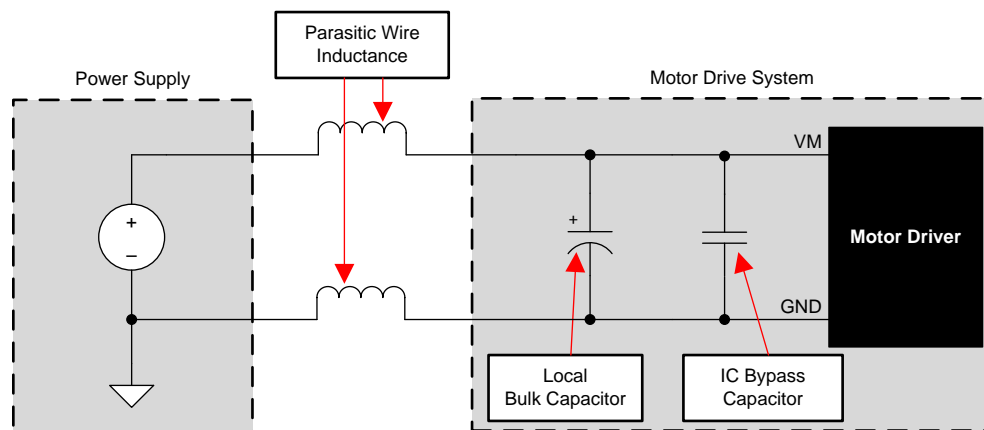 Parasitic Wire
Inductance
Power Supply
Motor Drive System
VM
+
+
–
Motor Driver
GND
Local
Bulk Capacitor
IC Bypass
Capacitor